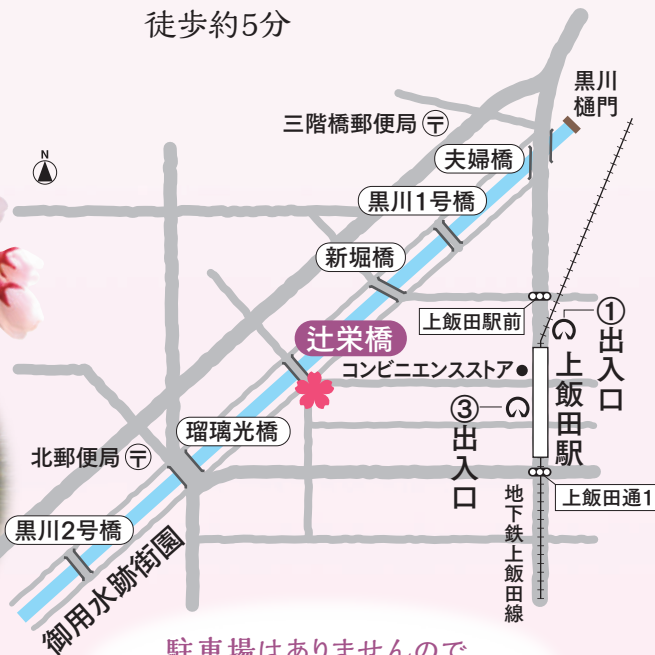 徒歩約5分
黒川
樋門
三階橋郵便局〒
N
夫婦橋
黒川1号橋
新堀橋
上飯田駅前
①出入口
辻栄橋
コンビニエンスストア
上飯田駅
③出入口
瑠璃光橋
北郵便局〒
上飯田通1
地下鉄上飯田線
黒川2号橋
御用水跡街園
駐車場はありませんので